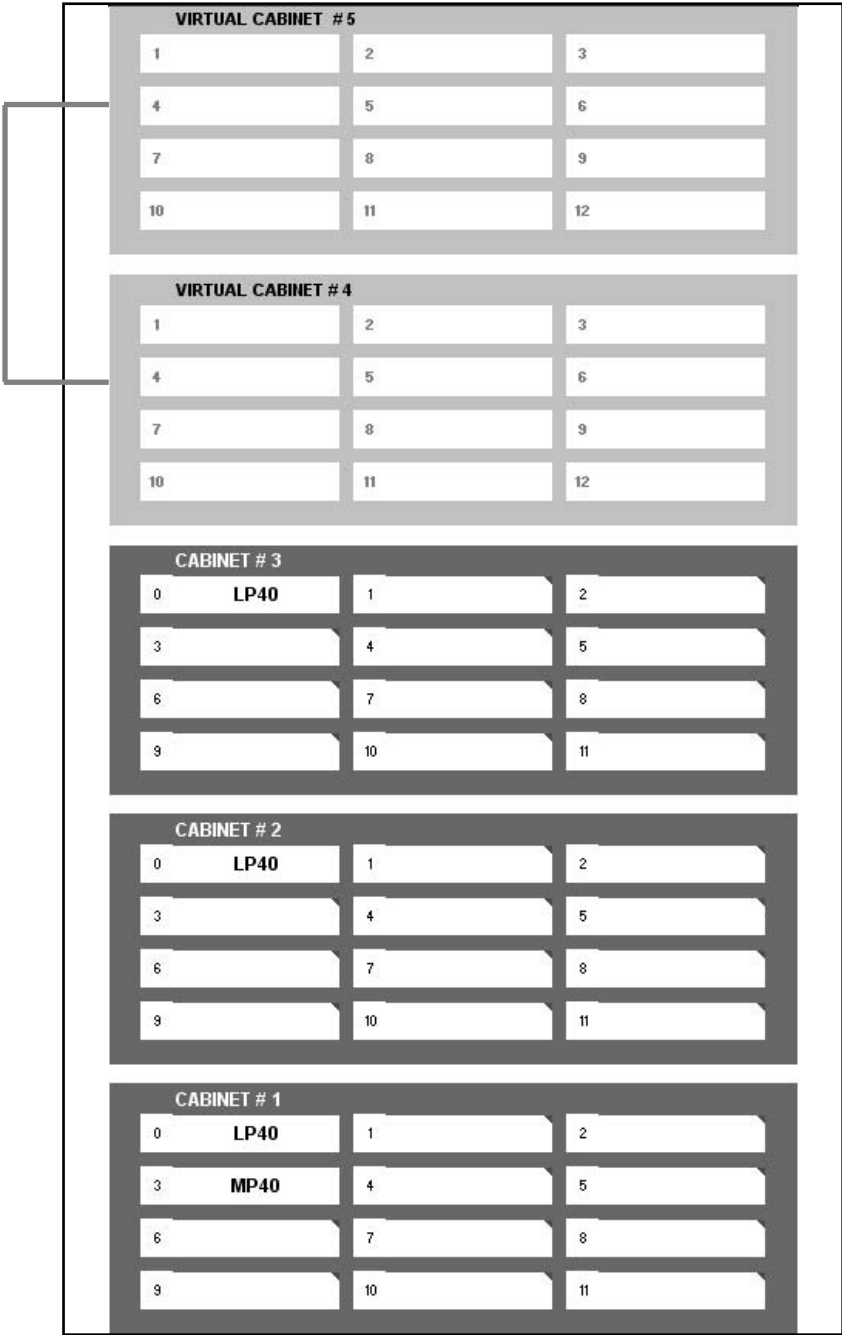 VIRTUAL CABINET # 5
1 2 3
4 5 6
7 8 9
10 11 12
VIRTUAL CABINET # 4
1 2 3
4 5 6
7 8 9
10 11 12
CABINET # 3
0 LP40 1 2
3 4 5
6 7 8
9 10 11
CABINET # 2
0 LP40 1 2
3 4 5
6 7 8
9 10 11
CABINET # 1
0 LP40 1 2
3 MP40 4 5
6 7 8
9 10 11